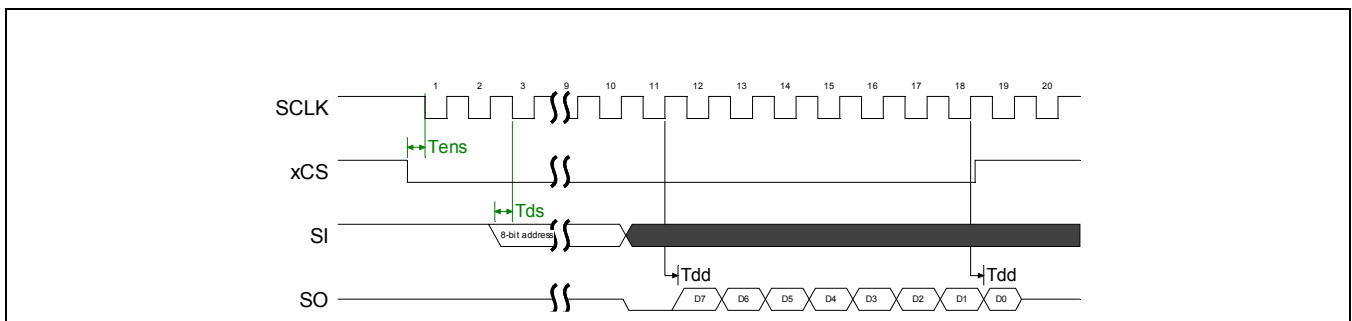 1 2 3 9 10 11 12 13 14 15 16 17 18 19 20
SCLK
Tens
xCS
Tds
SI 8-bit address
Tdd Tdd
SO D7 D6 D5 D4 D3 D2 D1 D0